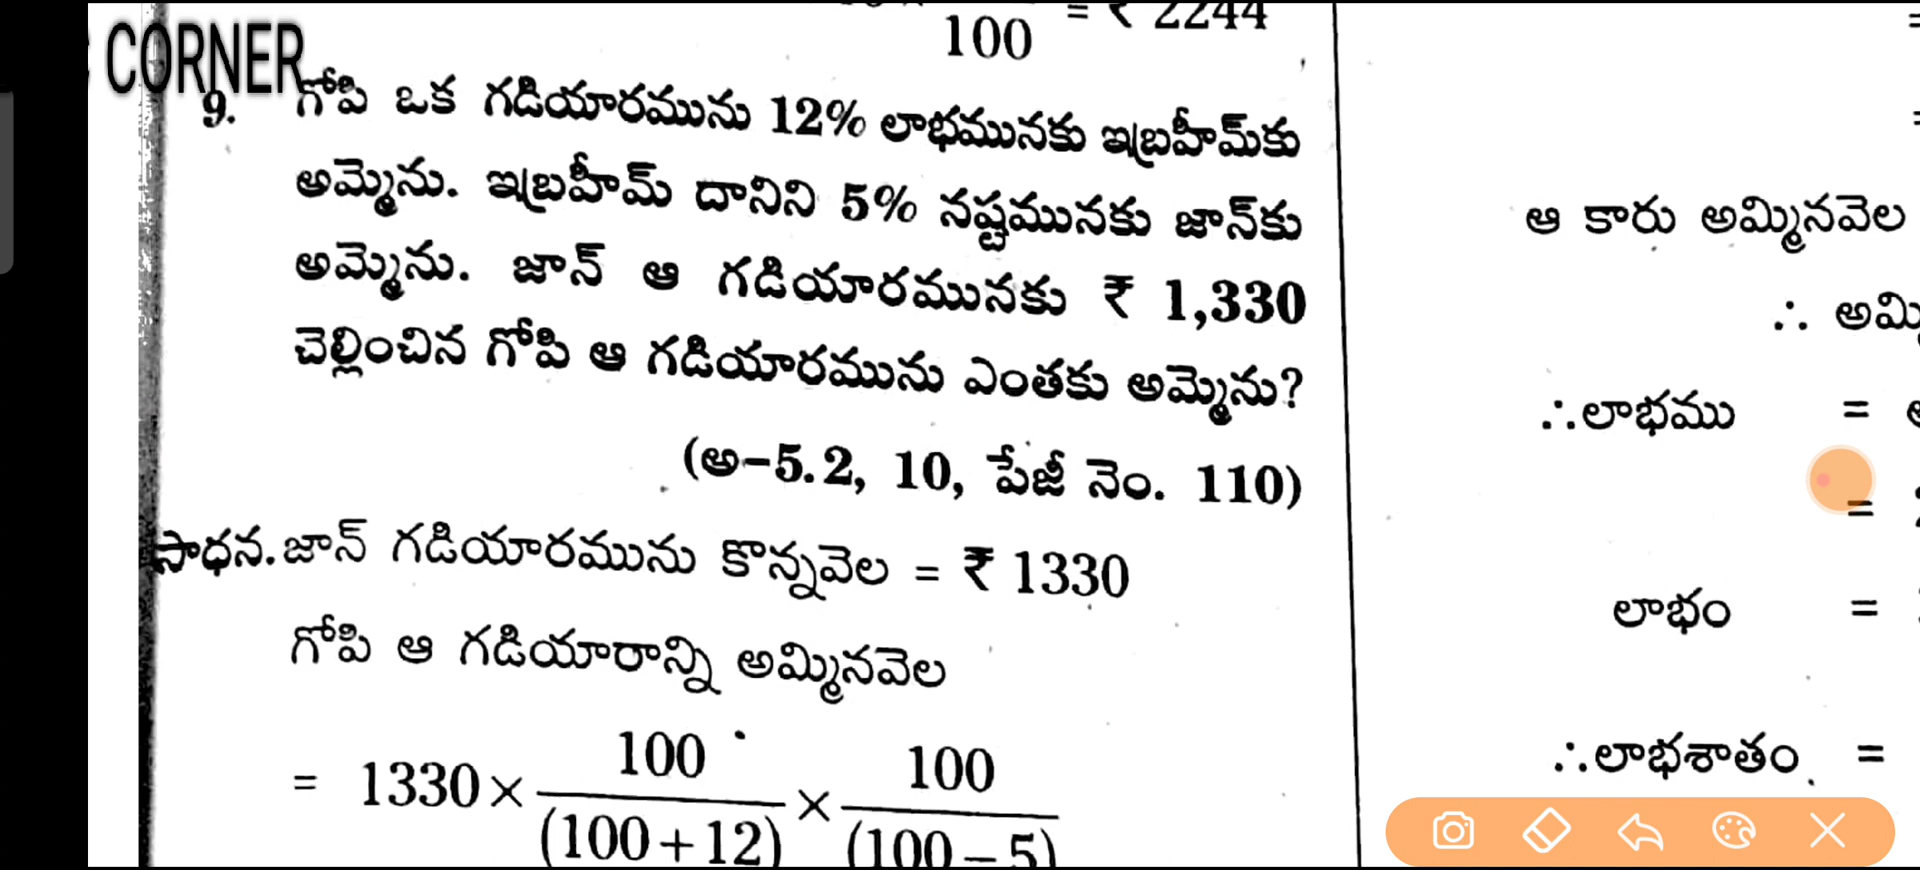 = ₹ 2244
100
CORNER
9. గోపి ఒక గడియారమును 12% లాభమునకు ఇబ్రహీమ్‌కు
అమ్మెను. ఇబ్రహీమ్ దానిని 5% నష్టమునకు జాన్‌కు
అమ్మెను. జాన్ ఆ గడియారమునకు ₹ 1,330
చెల్లించిన గోపి ఆ గడియారమును ఎంతకు అమ్మెను?
(అ-5.2, 10, పేజీ నెం. 110)
సాధన. జాన్ గడియారమును కొన్నవెల = ₹ 1330
గోపి ఆ గడియారాన్ని అమ్మినవెల
= 1330 × 100/(100+12) × 100/(100-5)
ఆ కారు అమ్మినవెల
∴లాభము =
=
లాభం =
∴లాభశాతం =